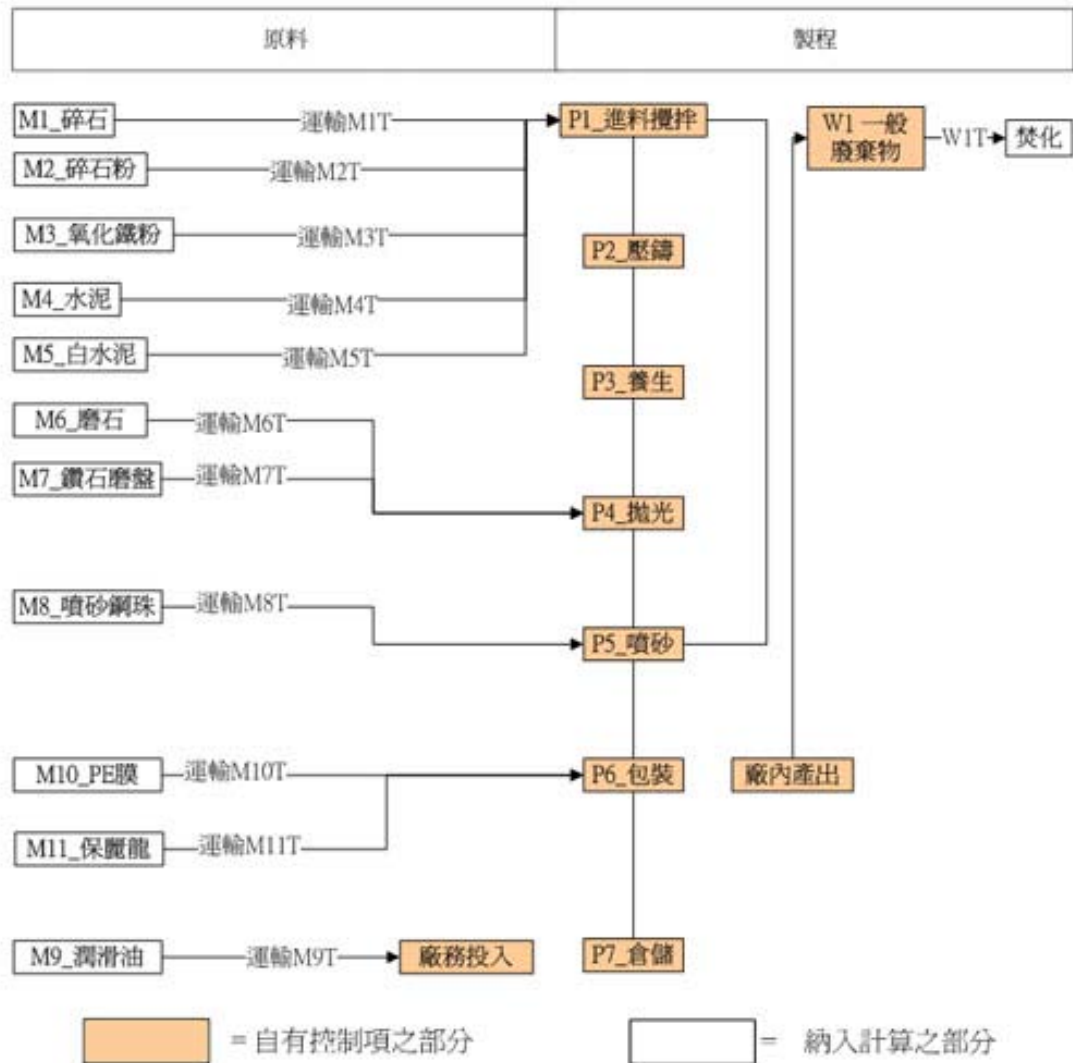 原料
製程
M1_碎石
運輸M1T
P1_進料攪拌
W1 一般
廢棄物
W1T
焚化
M2_碎石粉
運輸M2T
M3_氧化鐵粉
運輸M3T
P2_壓鑄
M4_水泥
運輸M4T
M5_白水泥
運輸M5T
P3_養生
M6_磨石
運輸M6T
M7_鑽石磨盤
運輸M7T
P4_拋光
M8_噴砂鋼珠
運輸M8T
P5_噴砂
M10_PE膜
運輸M10T
P6_包裝
廠內產出
M11_保麗龍
運輸M11T
M9_潤滑油
運輸M9T
廠務投入
P7_倉儲
= 自有控制項之部分
= 納入計算之部分